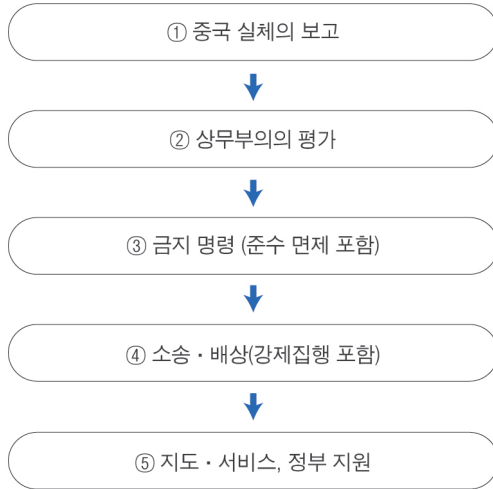 ① 중국 실체의 보고
② 상무부의의 평가
③ 금지 명령 (준수 면제 포함)
④ 소송・배상(강제집행 포함)
⑤ 지도・서비스, 정부 지원